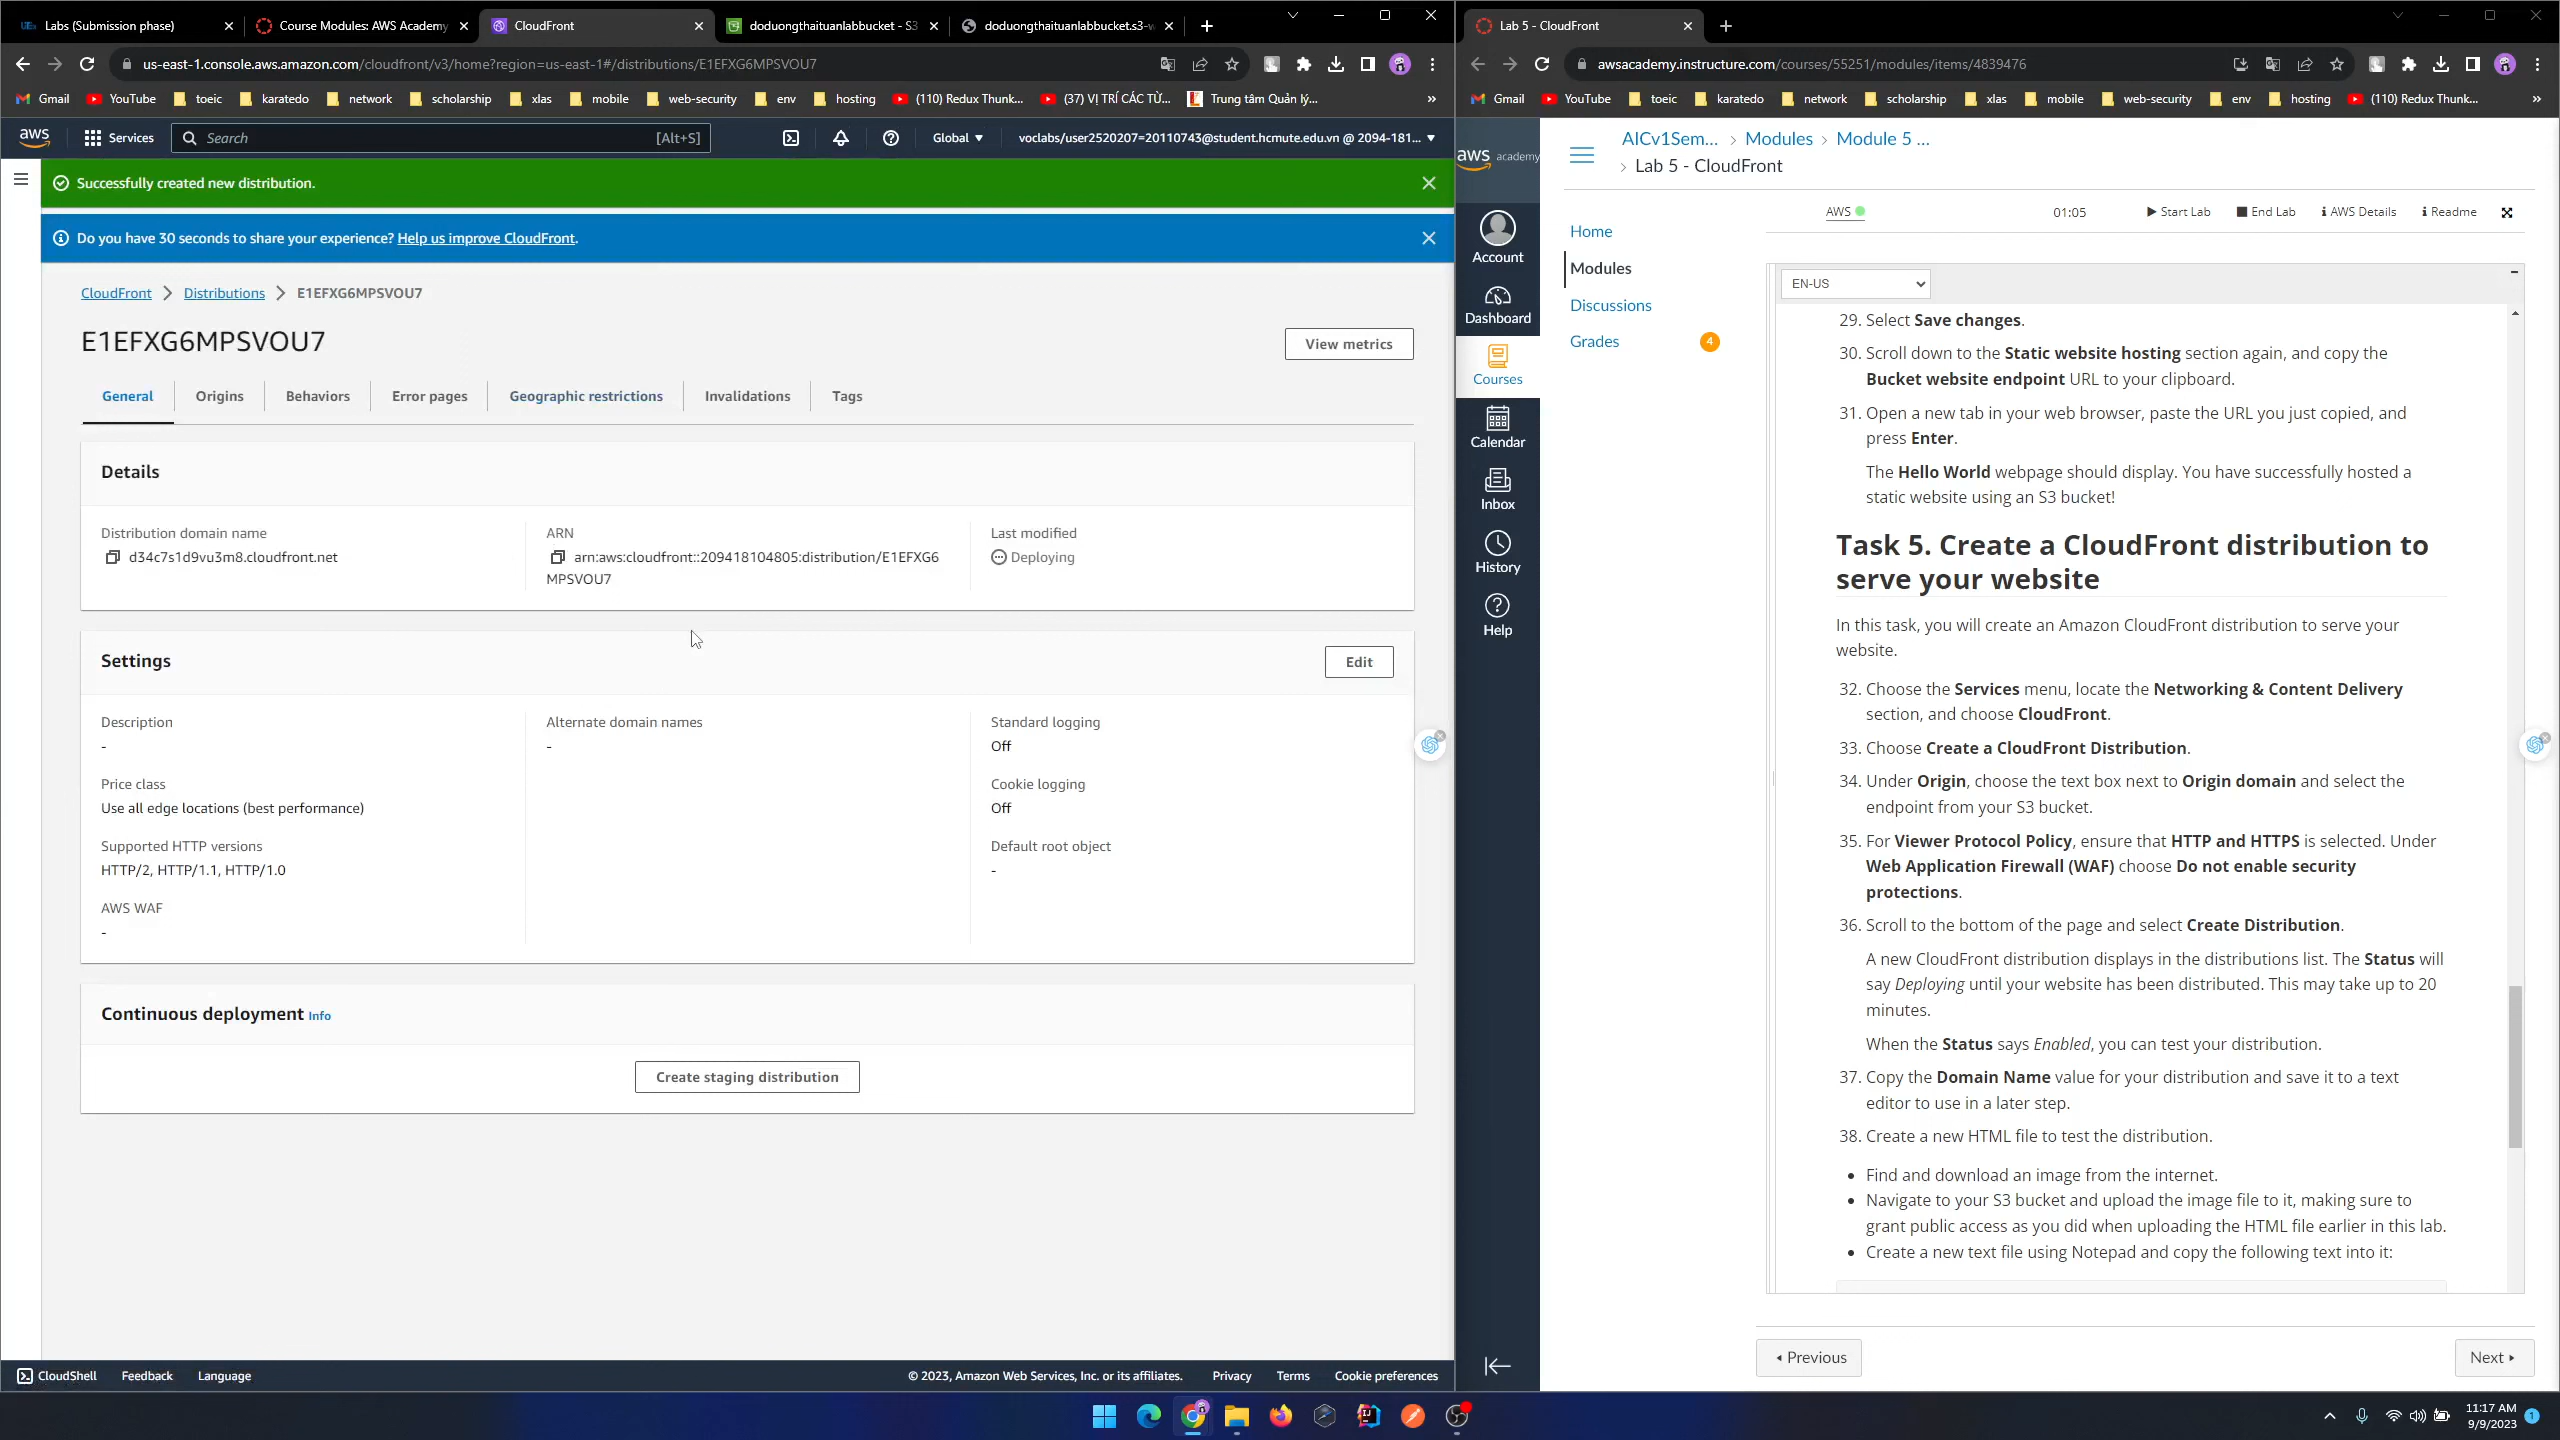 Labs (Submission phase)
Course Modules: AWS Academy
CloudFront
doduongthaituanlabbucket - S3
doduongthaituanlabbucket.s3-w
us-east-1.console.aws.amazon.com/cloudfront/v3/home?region=us-east-1#/distributions/E1EFXG6MPSVOU7
Gmail
YouTube
toeic
karatedo
network
scholarship
xlas
mobile
web-security
env
hosting
(110) Redux Thunk...
(37) VỊ TRÍ CÁC TỪ...
Trung tâm Quản lý...
»
aws
Services
Search
[Alt+S]
Global
voclabs/user2520207=20110743@student.hcmute.edu.vn @ 2094-181...
Successfully created new distribution.
Do you have 30 seconds to share your experience? Help us improve CloudFront.
CloudFront > Distributions > E1EFXG6MPSVOU7
E1EFXG6MPSVOU7
View metrics
General
Origins
Behaviors
Error pages
Geographic restrictions
Invalidations
Tags
Details
Distribution domain name
d34c7s1d9vu3m8.cloudfront.net
ARN
arn:aws:cloudfront::209418104805:distribution/E1EFXG6
MPSVOU7
Last modified
Deploying
Settings
Edit
Description
-
Price class
Use all edge locations (best performance)
Supported HTTP versions
HTTP/2, HTTP/1.1, HTTP/1.0
AWS WAF
-
Alternate domain names
-
Standard logging
Off
Cookie logging
Off
Default root object
-
Continuous deployment Info
Create staging distribution
CloudShell
Feedback
Language
© 2023, Amazon Web Services, Inc. or its affiliates.
Privacy
Terms
Cookie preferences
Lab 5 - CloudFront
awsacademy.instructure.com/courses/55251/modules/items/4839476
Gmail
YouTube
toeic
karatedo
network
scholarship
xlas
mobile
web-security
env
hosting
(110) Redux Thunk...
»
aws academy
Account
Dashboard
Courses
Calendar
Inbox
History
Help
AICv1Sem... > Modules > Module 5 ...
> Lab 5 - CloudFront
Home
Modules
Discussions
Grades
4
AWS
01:05
Start Lab
End Lab
AWS Details
Readme
EN-US
29. Select Save changes.
30. Scroll down to the Static website hosting section again, and copy the
Bucket website endpoint URL to your clipboard.
31. Open a new tab in your web browser, paste the URL you just copied, and
press Enter.
The Hello World webpage should display. You have successfully hosted a
static website using an S3 bucket!
Task 5. Create a CloudFront distribution to
serve your website
In this task, you will create an Amazon CloudFront distribution to serve your
website.
32. Choose the Services menu, locate the Networking & Content Delivery
section, and choose CloudFront.
33. Choose Create a CloudFront Distribution.
34. Under Origin, choose the text box next to Origin domain and select the
endpoint from your S3 bucket.
35. For Viewer Protocol Policy, ensure that HTTP and HTTPS is selected. Under
Web Application Firewall (WAF) choose Do not enable security
protections.
36. Scroll to the bottom of the page and select Create Distribution.
A new CloudFront distribution displays in the distributions list. The Status will
say Deploying until your website has been distributed. This may take up to 20
minutes.
When the Status says Enabled, you can test your distribution.
37. Copy the Domain Name value for your distribution and save it to a text
editor to use in a later step.
38. Create a new HTML file to test the distribution.
• Find and download an image from the internet.
• Navigate to your S3 bucket and upload the image file to it, making sure to
grant public access as you did when uploading the HTML file earlier in this lab.
• Create a new text file using Notepad and copy the following text into it:
Previous
Next
11:17 AM
9/9/2023
1